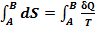 ∫_A^B dS = ∫_A^B δQ/T